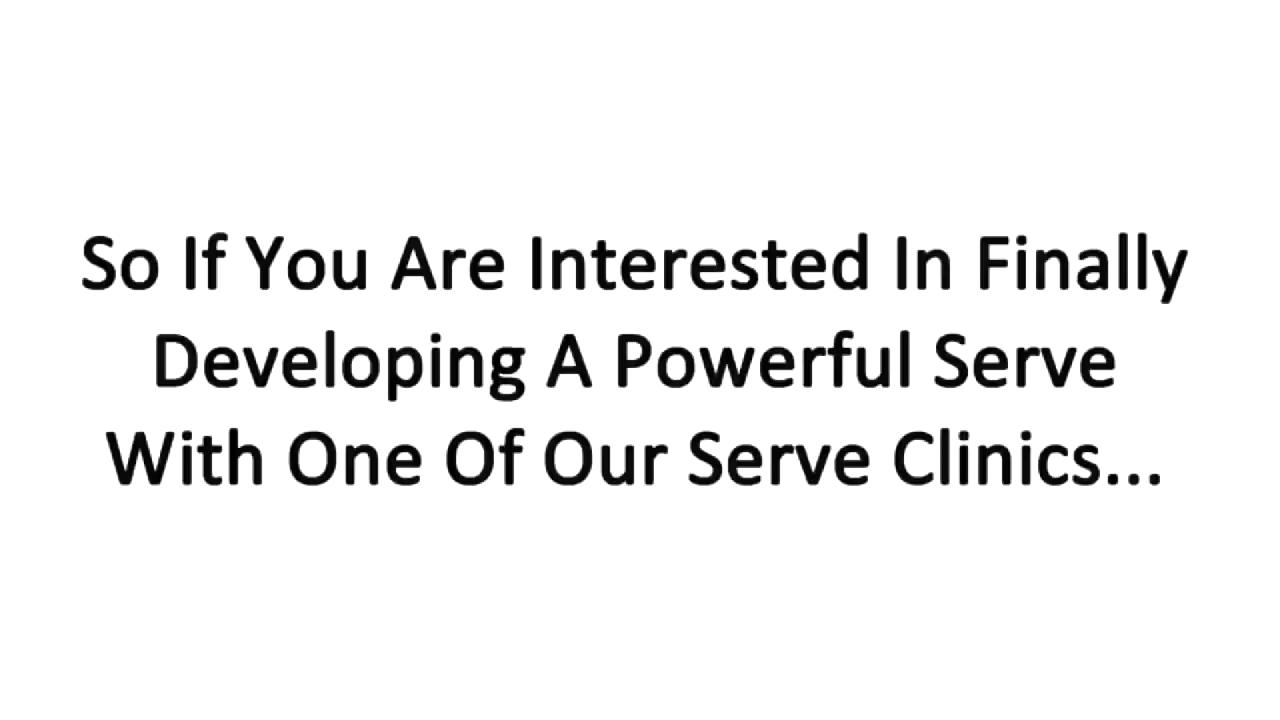 So If You Are Interested In Finally
Developing A Powerful Serve
With One Of Our Serve Clinics...